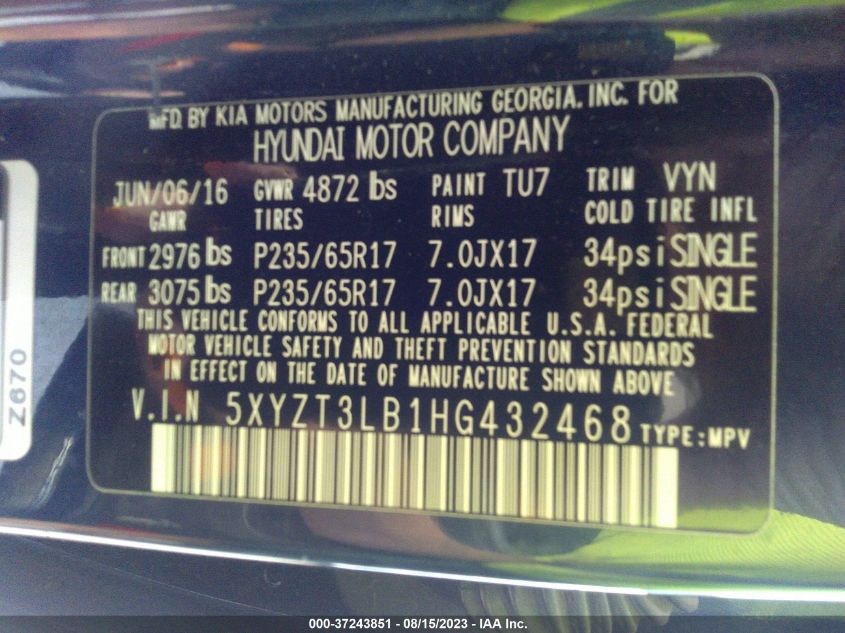 MFD. BY KIA MOTORS MANUFACTURING GEORGIA. INC. FOR
HYUNDAI MOTOR COMPANY
JUN/06/16 GVWR 4872 lbs PAINT TU7 TRIM VYN
GAWR TIRES RIMS COLD TIRE INFL
FRONT 2976 lbs P235/65R17 7.0JX17 34psi SINGLE
REAR 3075 lbs P235/65R17 7.0JX17 34psi SINGLE
THIS VEHICLE CONFORMS TO ALL APPLICABLE U.S.A. FEDERAL
MOTOR VEHICLE SAFETY AND THEFT PREVENTION STANDARDS
IN EFFECT ON THE DATE OF MANUFACTURE SHOWN ABOVE
V.I.N 5XYZT3LB1HG432468 TYPE:MPV
Z670
000-37243851 - 08/15/2023 - IAA Inc.